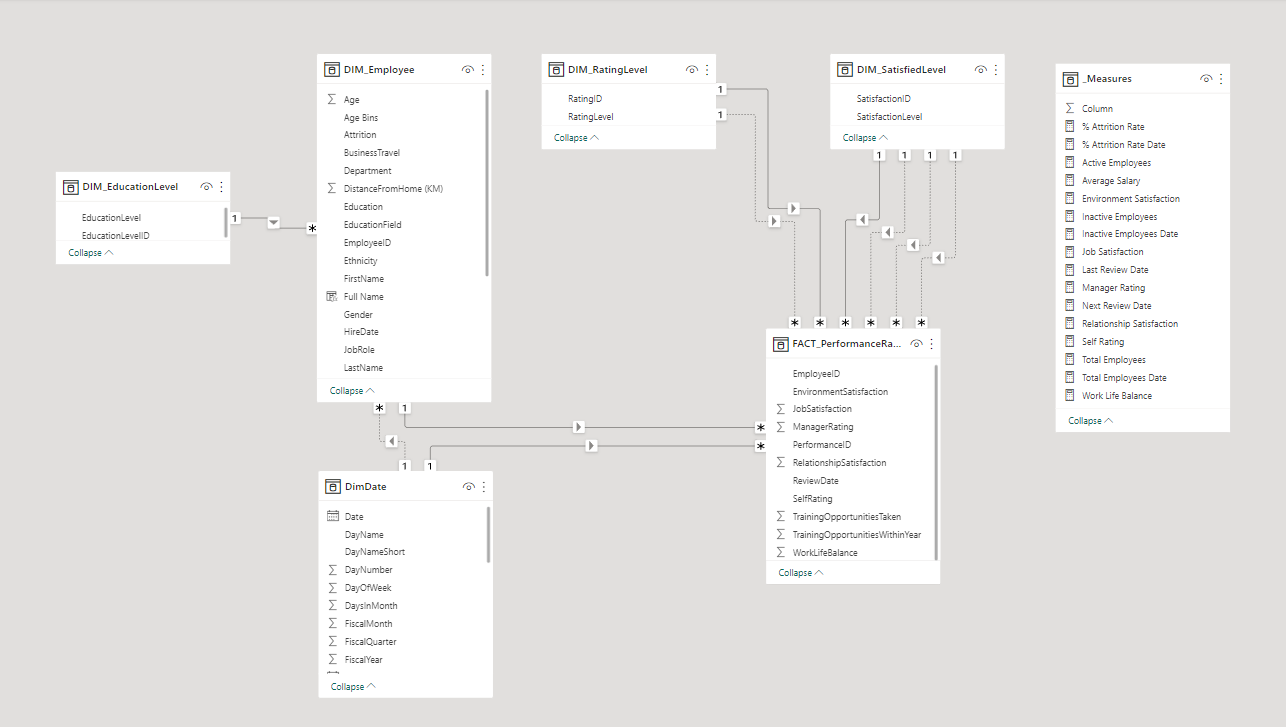 DIM_Employee
Age
Age Bins
Attrition
BusinessTravel
Department
DistanceFromHome (KM)
Education
EducationField
EmployeeID
Ethnicity
FirstName
Full Name
Gender
HireDate
JobRole
LastName
Collapse
DIM_RatingLevel
RatingID
RatingLevel
Collapse
DIM_SatisfiedLevel
SatisfactionID
SatisfactionLevel
Collapse
_Measures
Column
% Attrition Rate
% Attrition Rate Date
Active Employees
Average Salary
Environment Satisfaction
Inactive Employees
Inactive Employees Date
Job Satisfaction
Last Review Date
Manager Rating
Next Review Date
Relationship Satisfaction
Self Rating
Total Employees
Total Employees Date
Work Life Balance
Collapse
DIM_EducationLevel
EducationLevel
EducationLevelID
Collapse
1
*
1
1
1
1
1
1
*
*
*
*
*
*
FACT_PerformanceRa...
EmployeeID
EnvironmentSatisfaction
JobSatisfaction
ManagerRating
PerformanceID
RelationshipSatisfaction
ReviewDate
SelfRating
TrainingOpportunitiesTaken
TrainingOpportunitiesWithinYear
WorkLifeBalance
Collapse
*
1
*
*
1
1
DimDate
Date
DayName
DayNameShort
DayNumber
DayOfWeek
DaysInMonth
FiscalMonth
FiscalQuarter
FiscalYear
Collapse